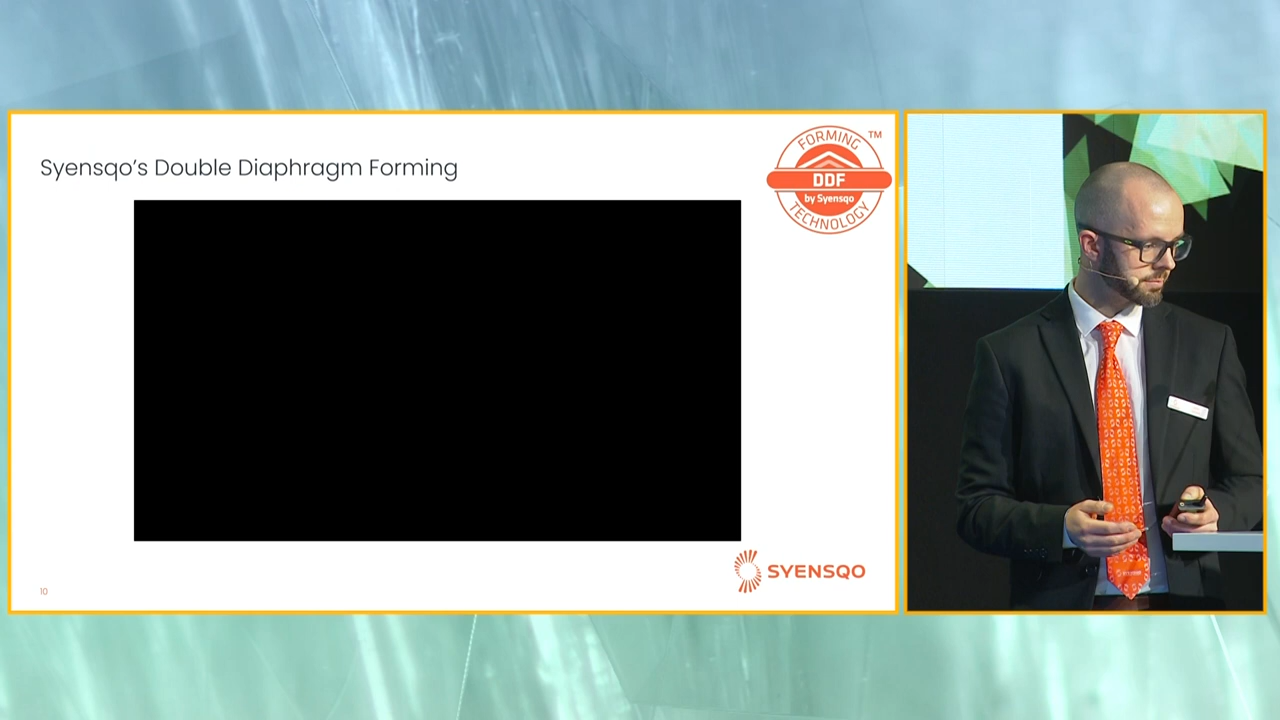 Syensqo's Double Diaphragm Forming
FORMING
TM
DDF
by Syensqo
TECHNOLOGY
SYENSQO
10